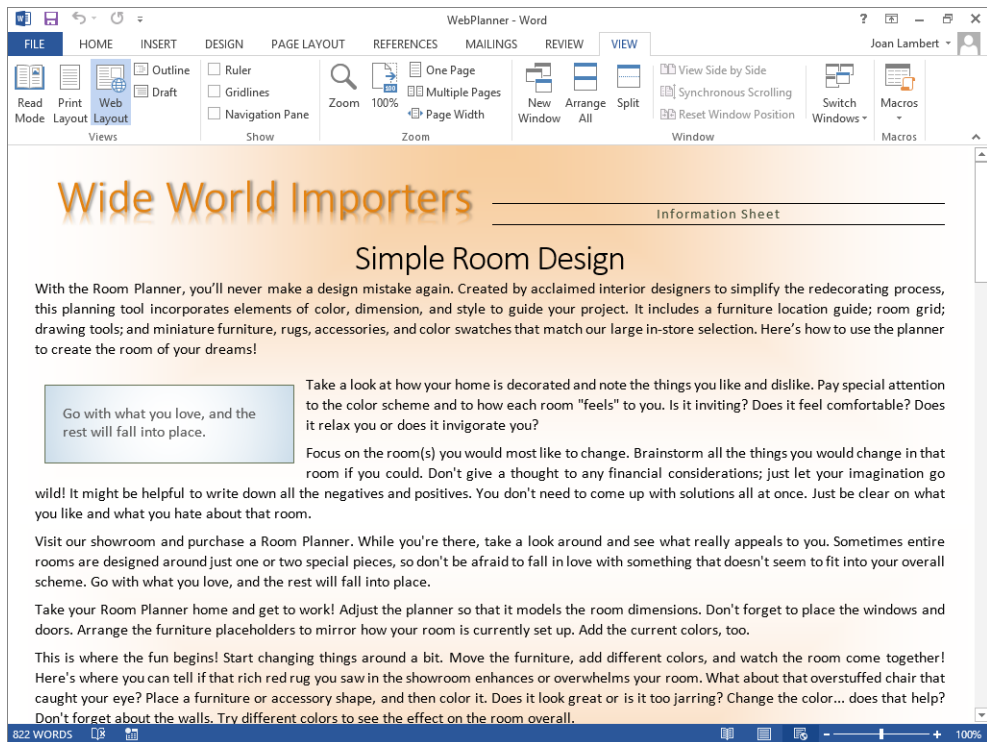 WebPlanner - Word
FILE HOME INSERT DESIGN PAGE LAYOUT REFERENCES MAILINGS REVIEW VIEW Joan Lambert
Read Mode
Print Layout
Web Layout
Outline
Draft
Views
Ruler
Gridlines
Navigation Pane
Show
Zoom
100%
One Page
Multiple Pages
Page Width
Zoom
New Window
Arrange All
Split
View Side by Side
Synchronous Scrolling
Reset Window Position
Window
Switch Windows
Macros
Macros
Wide World Importers
Information Sheet
Simple Room Design
With the Room Planner, you’ll never make a design mistake again. Created by acclaimed interior designers to simplify the redecorating process,
this planning tool incorporates elements of color, dimension, and style to guide your project. It includes a furniture location guide; room grid;
drawing tools; and miniature furniture, rugs, accessories, and color swatches that match our large in-store selection. Here’s how to use the planner
to create the room of your dreams!
Go with what you love, and the
rest will fall into place.
Take a look at how your home is decorated and note the things you like and dislike. Pay special attention
to the color scheme and to how each room "feels" to you. Is it inviting? Does it feel comfortable? Does
it relax you or does it invigorate you?
Focus on the room(s) you would most like to change. Brainstorm all the things you would change in that
room if you could. Don't give a thought to any financial considerations; just let your imagination go
wild! It might be helpful to write down all the negatives and positives. You don't need to come up with solutions all at once. Just be clear on what
you like and what you hate about that room.
Visit our showroom and purchase a Room Planner. While you're there, take a look around and see what really appeals to you. Sometimes entire
rooms are designed around just one or two special pieces, so don't be afraid to fall in love with something that doesn't seem to fit into your overall
scheme. Go with what you love, and the rest will fall into place.
Take your Room Planner home and get to work! Adjust the planner so that it models the room dimensions. Don't forget to place the windows and
doors. Arrange the furniture placeholders to mirror how your room is currently set up. Add the current colors, too.
This is where the fun begins! Start changing things around a bit. Move the furniture, add different colors, and watch the room come together!
Here's where you can tell if that rich red rug you saw in the showroom enhances or overwhelms your room. What about that overstuffed chair that
caught your eye? Place a furniture or accessory shape, and then color it. Does it look great or is it too jarring? Change the color... does that help?
Don't forget about the walls. Try different colors to see the effect on the room overall.
822 WORDS 100%